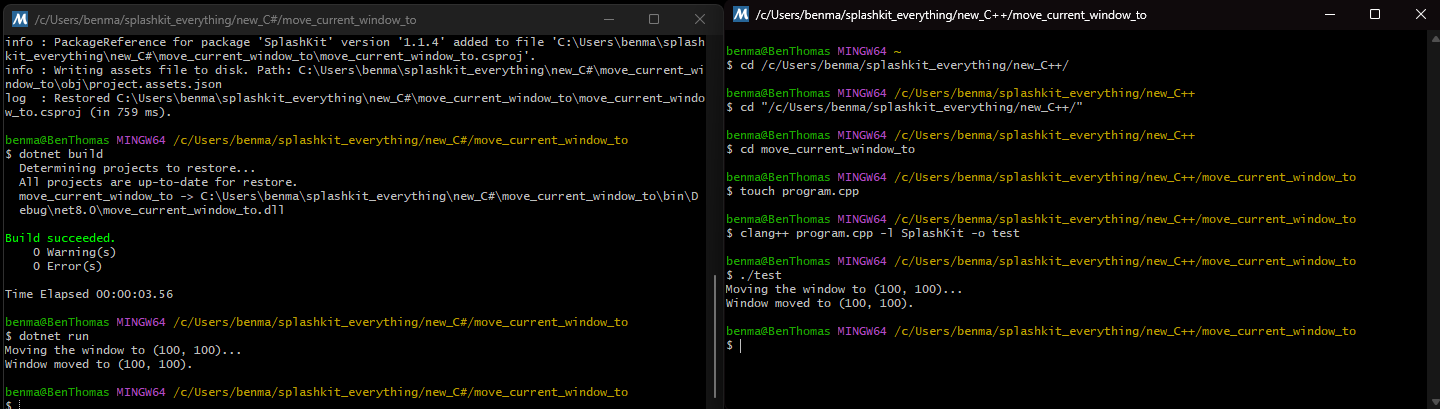 /c/Users/benma/splashkit_everything/new_C#/move_current_window_to
info : PackageReference for package 'SplashKit' version '1.1.4' added to file 'C:\Users\benma\splash
kit_everything\new_C#\move_current_window_to\move_current_window_to.csproj'.
info : Writing assets file to disk. Path: C:\Users\benma\splashkit_everything\new_C#\move_current_wi
ndow_to\obj\project.assets.json
log  : Restored C:\Users\benma\splashkit_everything\new_C#\move_current_window_to\move_current_windo
w_to.csproj (in 759 ms).
benma@BenThomas MINGW64 /c/Users/benma/splashkit_everything/new_C#/move_current_window_to
$ dotnet build
  Determining projects to restore...
  All projects are up-to-date for restore.
  move_current_window_to -> C:\Users\benma\splashkit_everything\new_C#\move_current_window_to\bin\D
  ebug\net8.0\move_current_window_to.dll
Build succeeded.
    0 Warning(s)
    0 Error(s)
Time Elapsed 00:00:03.56
benma@BenThomas MINGW64 /c/Users/benma/splashkit_everything/new_C#/move_current_window_to
$ dotnet run
Moving the window to (100, 100)...
Window moved to (100, 100).
benma@BenThomas MINGW64 /c/Users/benma/splashkit_everything/new_C#/move_current_window_to
$
/c/Users/benma/splashkit_everything/new_C++/move_current_window_to
benma@BenThomas MINGW64 ~
$ cd /c/Users/benma/splashkit_everything/new_C++/
benma@BenThomas MINGW64 /c/Users/benma/splashkit_everything/new_C++
$ cd "/c/Users/benma/splashkit_everything/new_C++/"
benma@BenThomas MINGW64 /c/Users/benma/splashkit_everything/new_C++
$ cd move_current_window_to
benma@BenThomas MINGW64 /c/Users/benma/splashkit_everything/new_C++/move_current_window_to
$ touch program.cpp
benma@BenThomas MINGW64 /c/Users/benma/splashkit_everything/new_C++/move_current_window_to
$ clang++ program.cpp -l SplashKit -o test
benma@BenThomas MINGW64 /c/Users/benma/splashkit_everything/new_C++/move_current_window_to
$ ./test
Moving the window to (100, 100)...
Window moved to (100, 100).
benma@BenThomas MINGW64 /c/Users/benma/splashkit_everything/new_C++/move_current_window_to
$